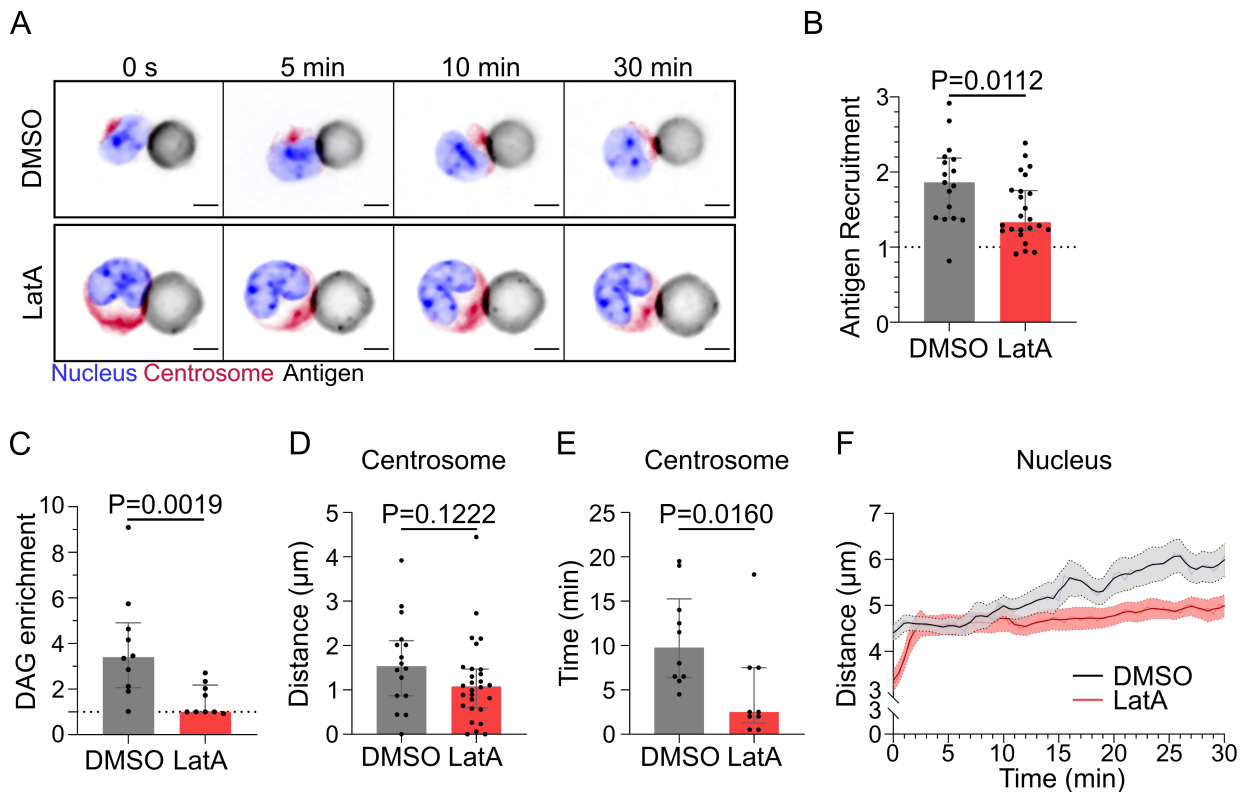 A
0 s 5 min 10 min 30 min
DMSO
LatA
Nucleus Centrosome Antigen
B
P=0.0112
Antigen Recruitment
3
2
1
0
DMSO LatA
C
P=0.0019
DAG enrichment
10
8
6
4
2
0
DMSO LatA
D
Centrosome
P=0.1222
Distance (µm)
5
4
3
2
1
0
DMSO LatA
E
Centrosome
P=0.0160
Time (min)
25
20
15
10
5
0
DMSO LatA
F
Nucleus
Distance (µm)
7
6
5
4
3
3
0
DMSO
LatA
0 5 10 15 20 25 30
Time (min)